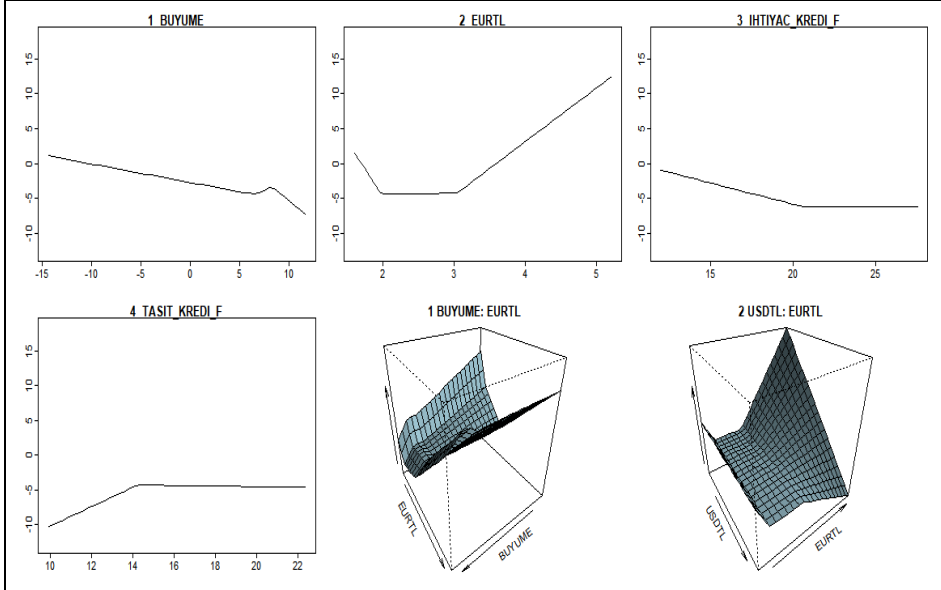 1 BUYUME
15
10
5
0
-5
-10
-15 -10 -5 0 5 10
2 EURTL
15
10
5
0
-5
-10
2 3 4 5
3 IHTIYAC_KREDI_F
15
10
5
0
-5
-10
15 20 25
4 TASIT_KREDI_F
15
10
5
0
-5
-10
10 12 14 16 18 20 22
1 BUYUME: EURTL
EURTL
BUYUME
2 USDTL: EURTL
USDTL
EURTL